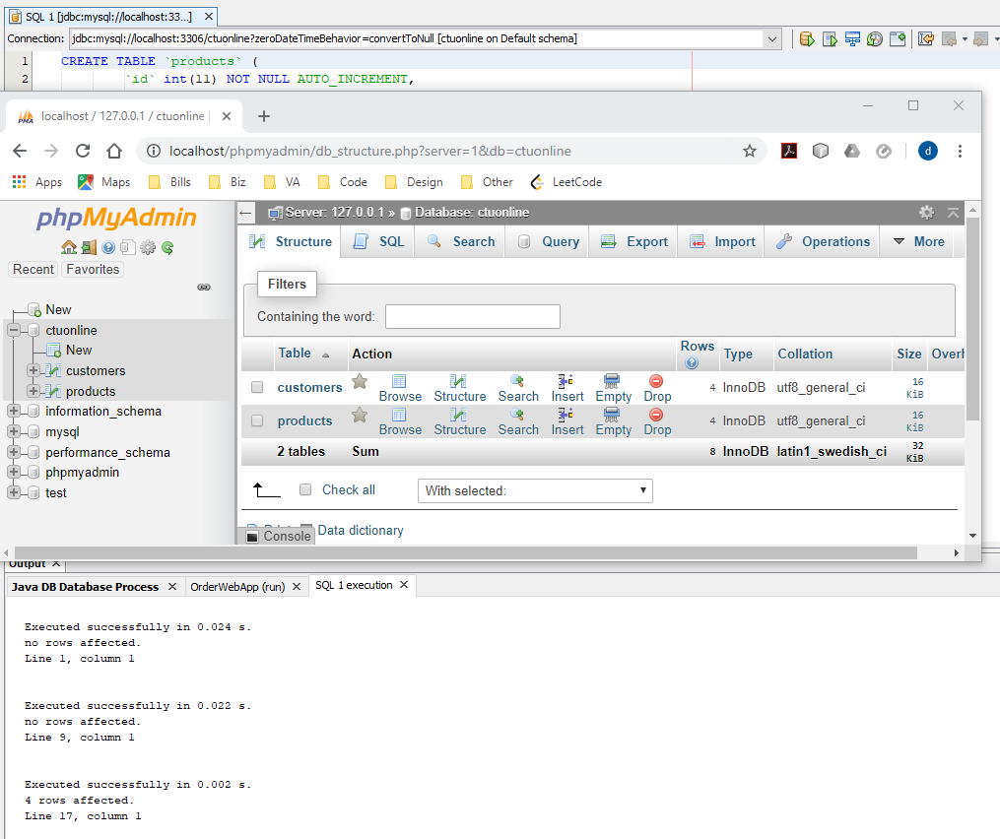 SQL 1 [jdbc:mysql://localhost:33...]
Connection: jdbc:mysql://localhost:3306/ctuonline?zeroDateTimeBehavior=convertToNull [ctuonline on Default schema]
1 CREATE TABLE `products` (
2 `id` int(11) NOT NULL AUTO_INCREMENT,
localhost / 127.0.0.1 / ctuonline |
localhost/phpmyadmin/db_structure.php?server=1&db=ctuonline
d
Apps Maps Bills Biz VA Code Design Other LeetCode
phpMyAdmin
Recent Favorites
New
ctuonline
New
customers
products
information_schema
mysql
performance_schema
phpmyadmin
test
Server: 127.0.0.1 » Database: ctuonline
Structure SQL Search Query Export Import Operations More
Filters
Containing the word:
Table Action Rows Type Collation Size Overh
customers Browse Structure Search Insert Empty Drop 4 InnoDB utf8_general_ci 16 KiB
products Browse Structure Search Insert Empty Drop 4 InnoDB utf8_general_ci 16 KiB
2 tables Sum 8 InnoDB latin1_swedish_ci 32 KiB
Check all With selected:
Data dictionary
Console
Output
Java DB Database Process OrderWebApp (run) SQL 1 execution
Executed successfully in 0.024 s.
no rows affected.
Line 1, column 1
Executed successfully in 0.022 s.
no rows affected.
Line 9, column 1
Executed successfully in 0.002 s.
4 rows affected.
Line 17, column 1